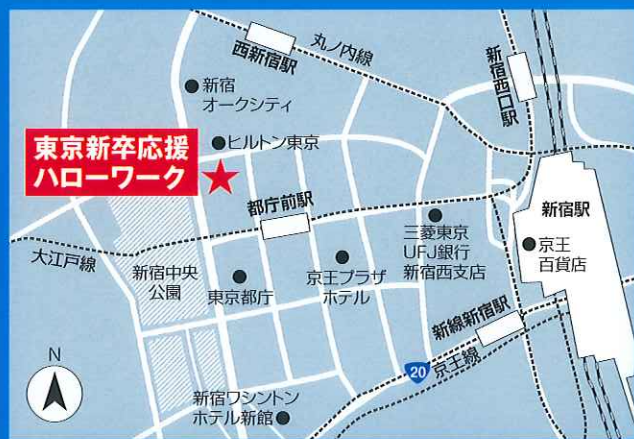 西新宿駅
丸ノ内線
新宿西口駅
新宿
オークシティ
ヒルトン東京
東京新卒応援
ハローワーク
都庁前駅
新宿駅
三菱東京
UFJ銀行
新宿西支店
京王
百貨店
大江戸線
新宿中央
公園
東京都庁
京王プラザ
ホテル
新線新宿駅
20
京王線
N
新宿ワシントン
ホテル新館